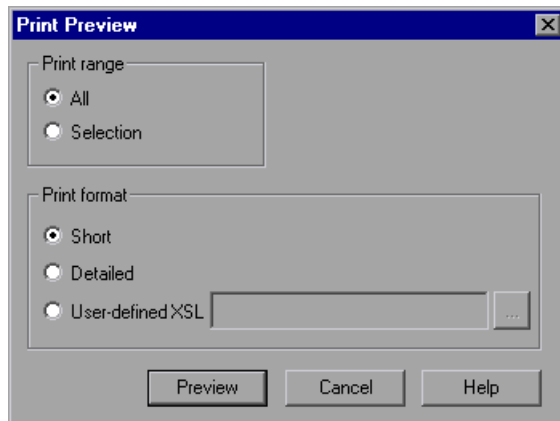 Print Preview
Print range
All
Selection
Print format
Short
Detailed
User-defined XSL
...
Preview Cancel Help